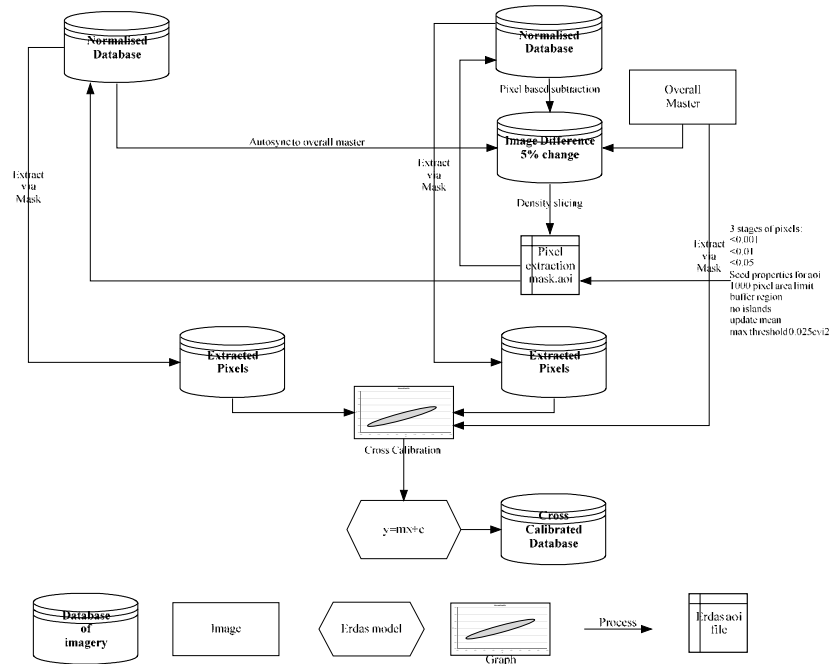 Normalised
Database
Normalised
Database
Pixel based subtraction
Overall
Master
Autosync to overall master
Image Difference
5% change
Extract
via
Mask
Extract
via
Mask
Density slicing
Pixel
extraction
mask.aoi
Extract
via
Mask
3 stages of pixels:
<0.001
<0.01
<0.05
Seed properties for aoi
1000 pixel area limit
buffer region
no islands
update mean
max threshold 0.025evi2
Extracted
Pixels
Extracted
Pixels
Cross Calibration
y=mx+c
Cross
Calibrated
Database
Database
of
imagery
Image
Erdas model
Graph
Process
Erdas aoi
file